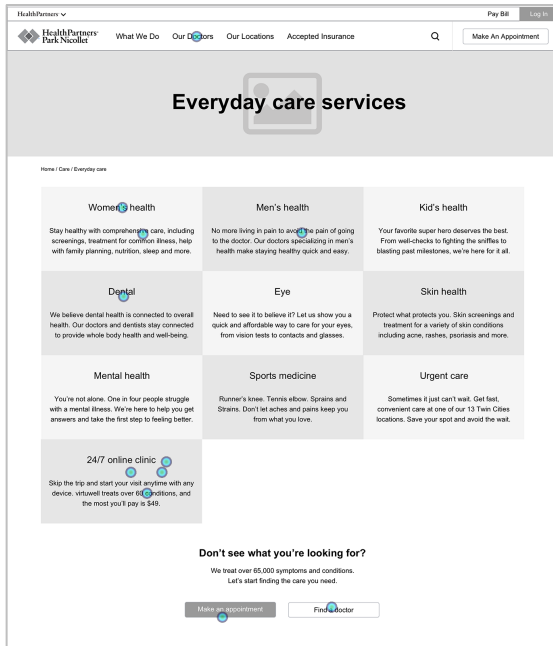 HealthPartners
Pay Bill
Log In
HealthPartners
Park Nicollet
What We Do
Our Doctors
Our Locations
Accepted Insurance
Make An Appointment
Everyday care services
Home / Care / Everyday care
Women's health
Stay healthy with comprehensive care, including
screenings, treatment for common illness, help
with family planning, nutrition, sleep and more.
Men's health
No more living in pain to avoid the pain of going
to the doctor. Our doctors specializing in men's
health make staying healthy quick and easy.
Kid's health
Your favorite super hero deserves the best.
From well-checks to fighting the sniffles to
blasting past milestones, we're here for it all.
Dental
We believe dental health is connected to overall
health. Our doctors and dentists stay connected
to provide whole body health and well-being.
Eye
Need to see it to believe it? Let us show you a
quick and affordable way to care for your eyes,
from vision tests to contacts and glasses.
Skin health
Protect what protects you. Skin screenings and
treatment for a variety of skin conditions
including acne, rashes, psoriasis and more.
Mental health
You're not alone. One in four people struggle
with a mental illness. We're here to help you get
answers and take the first step to feeling better.
Sports medicine
Runner's knee. Tennis elbow. Sprains and
Strains. Don't let aches and pains keep you
from what you love.
Urgent care
Sometimes it just can't wait. Get fast,
convenient care at one of our 13 Twin Cities
locations. Save your spot and avoid the wait.
24/7 online clinic
Skip the trip and start your visit anytime with any
device. virtuwell treats over 60 conditions, and
the most you'll pay is $49.
Don't see what you're looking for?
We treat over 65,000 symptoms and conditions.
Let's start finding the care you need.
Make an appointment
Find a doctor